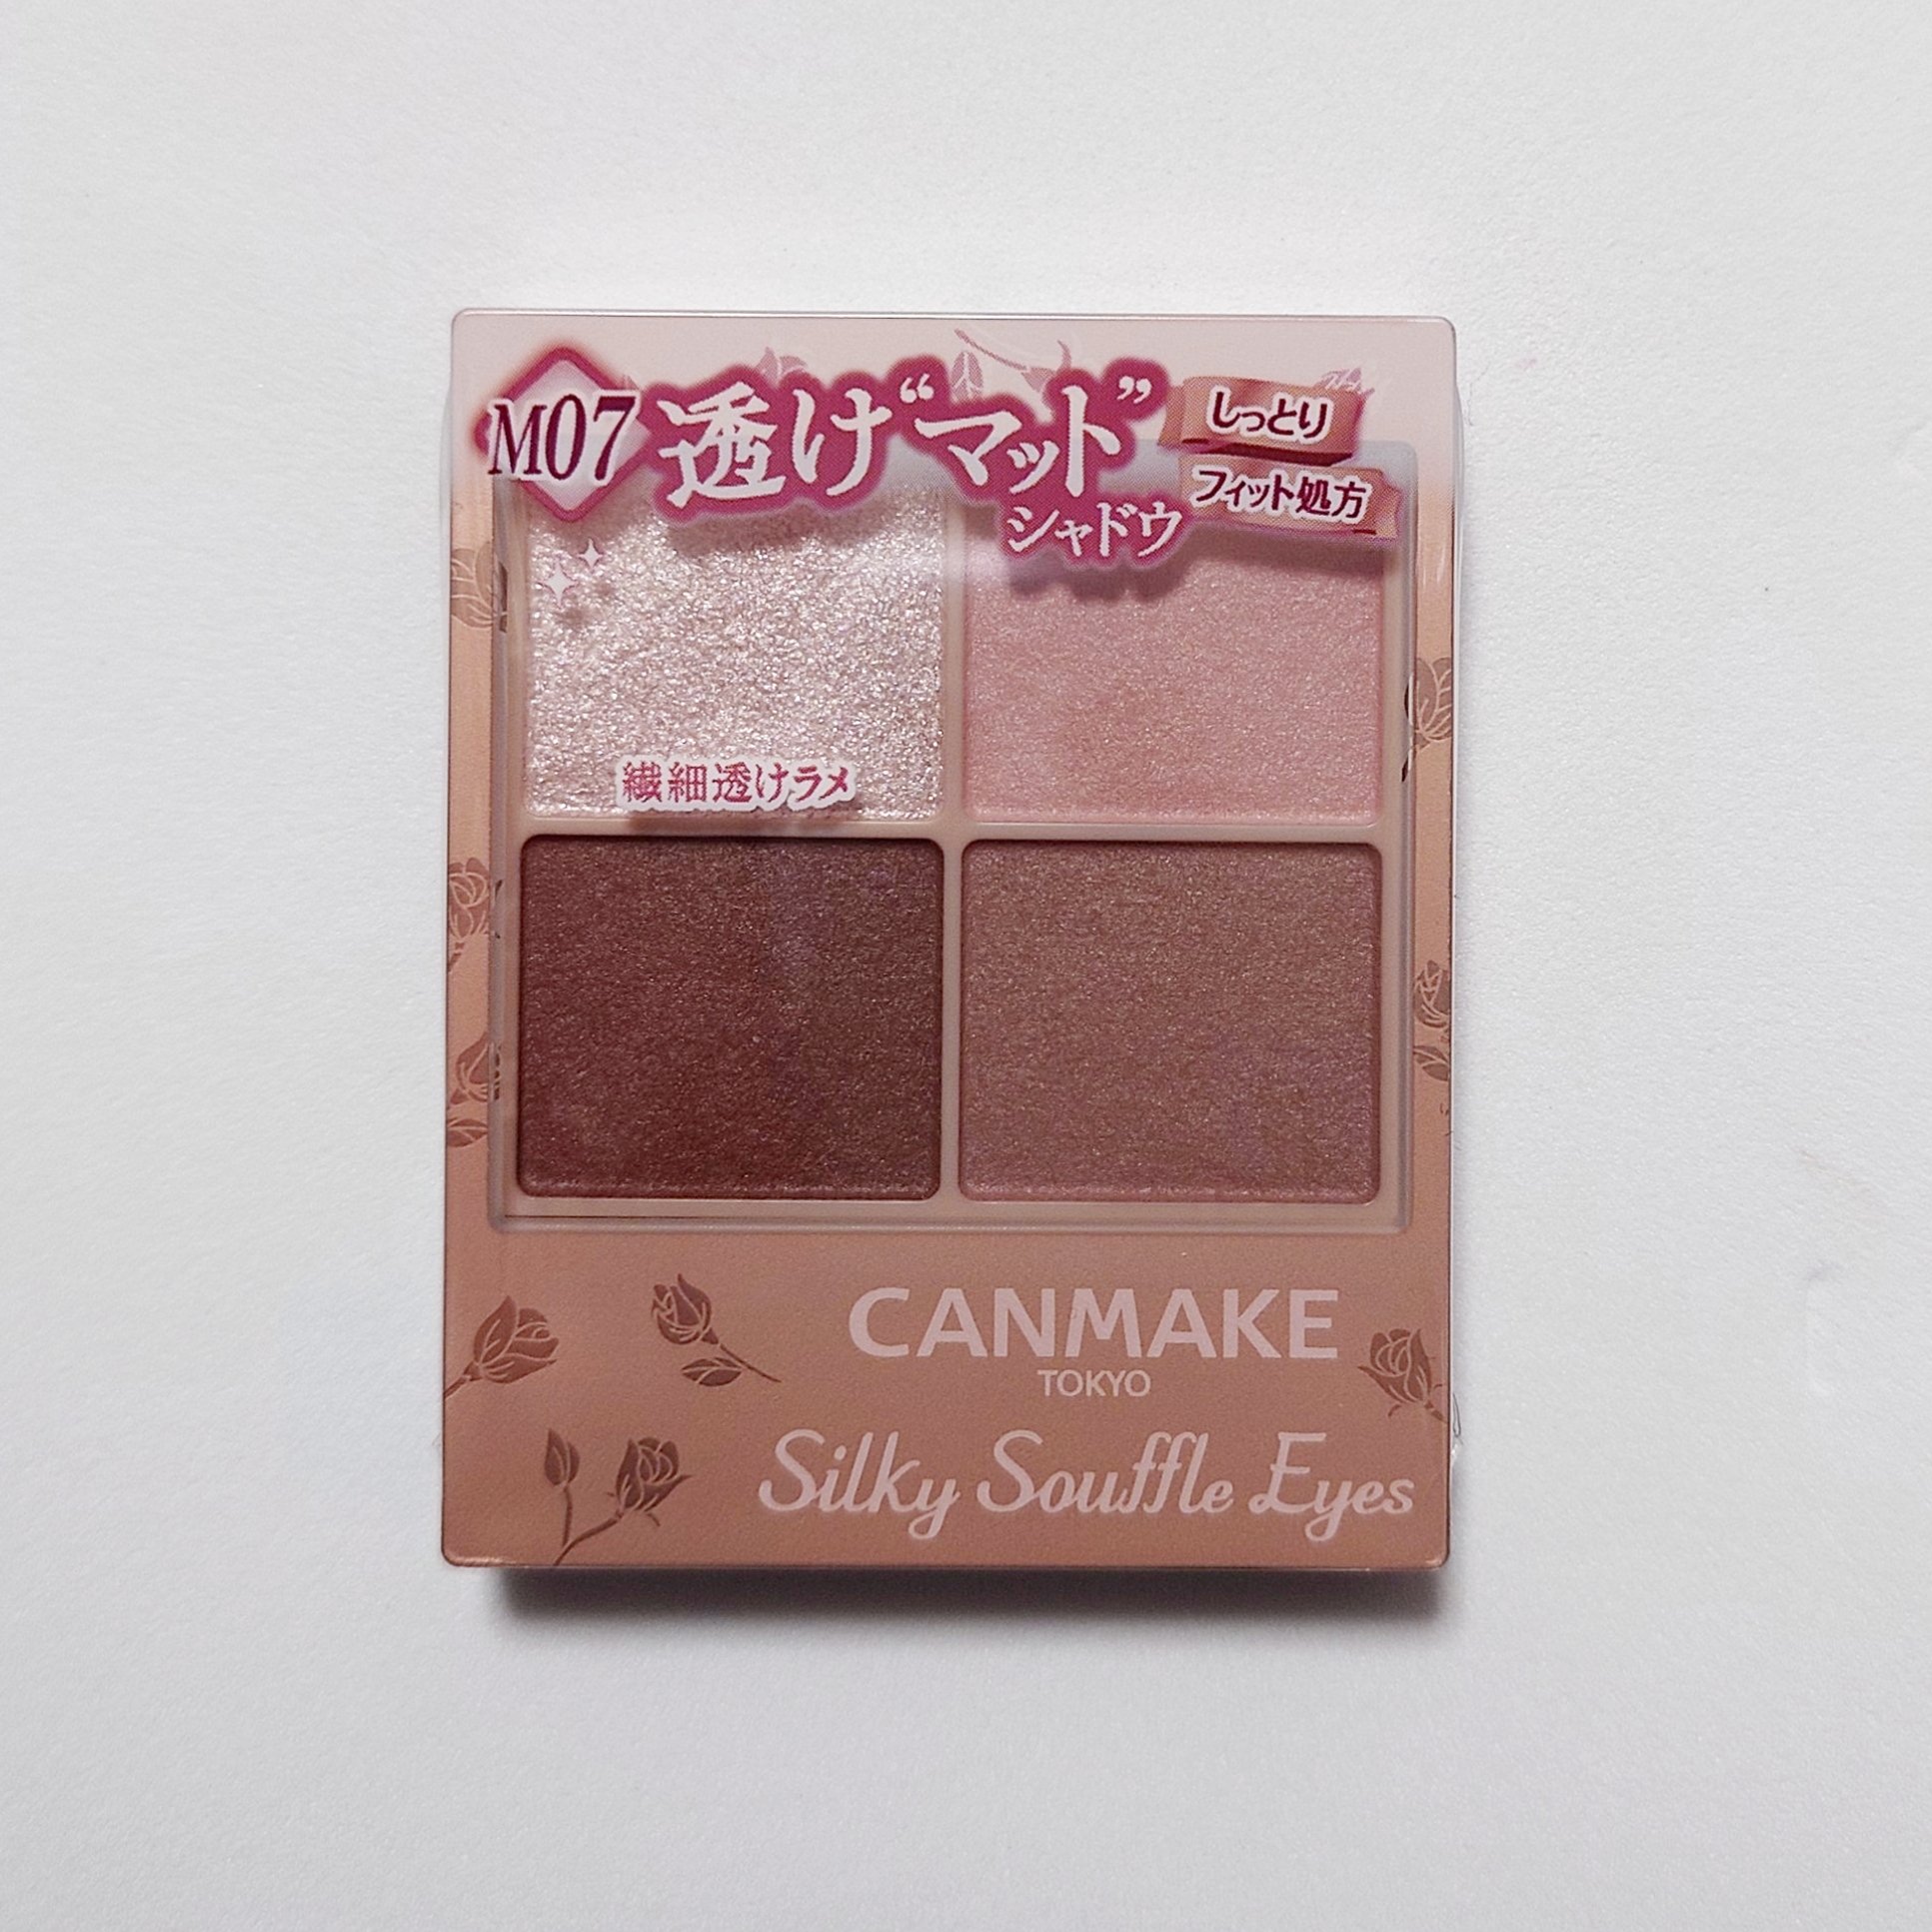 M07
透け“マット”
シャドウ
しっとり
フィット処方
繊細透けラメ
CANMAKE
TOKYO
Silky Souffle Eyes